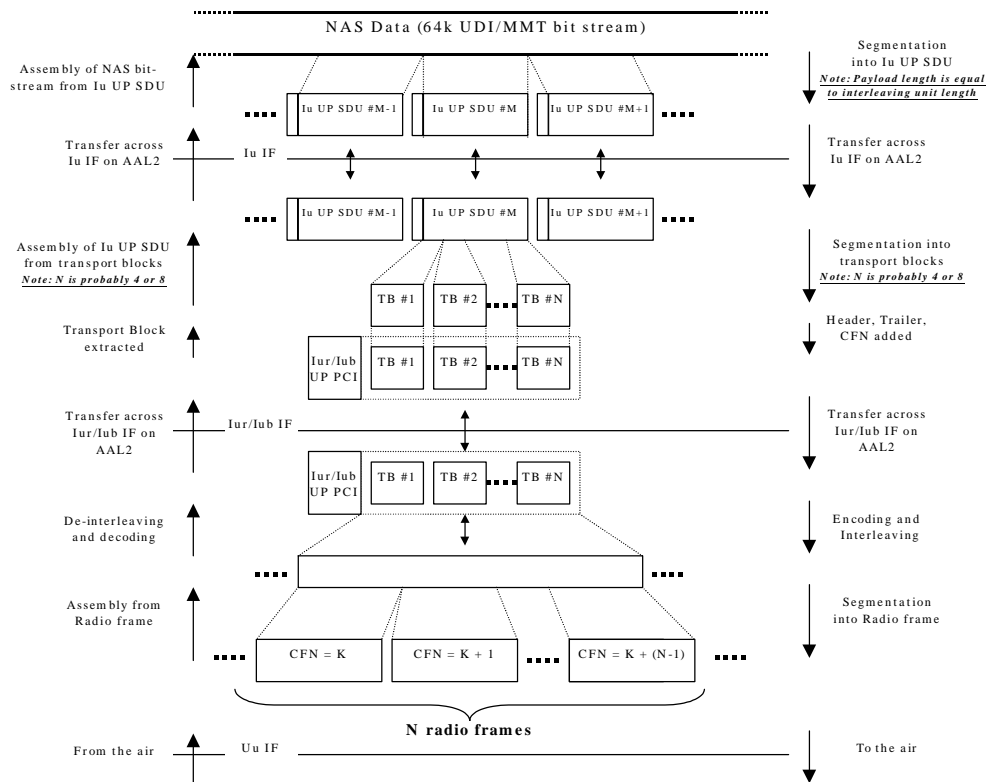 NAS Data (64k UDI/MMT bit stream)
Assembly of NAS bit-
stream from Iu UP SDU
Segmentation
into Iu UP SDU
Note: Payload length is equal
to interleaving unit length
Iu UP SDU #M-1
Iu UP SDU #M
Iu UP SDU #M+1
Transfer across
Iu IF on AAL2
Iu IF
Transfer across
Iu IF on AAL2
Iu UP SDU #M-1
Iu UP SDU #M
Iu UP SDU #M+1
Assembly of Iu UP SDU
from transport blocks
Note: N is probably 4 or 8
Segmentation into
transport blocks
Note: N is probably 4 or 8
TB #1
TB #2
TB #N
Transport Block
extracted
Header, Trailer,
CFN added
Iur/Iub
UP PCI
TB #1
TB #2
TB #N
Transfer across
Iur/Iub IF on
AAL2
Iur/Iub IF
Transfer across
Iur/Iub IF on
AAL2
Iur/Iub
UP PCI
TB #1
TB #2
TB #N
De-interleaving
and decoding
Encoding and
Interleaving
Assembly from
Radio frame
Segmentation
into Radio frame
CFN = K
CFN = K + 1
CFN = K + (N-1)
N radio frames
From the air
Uu IF
To the air